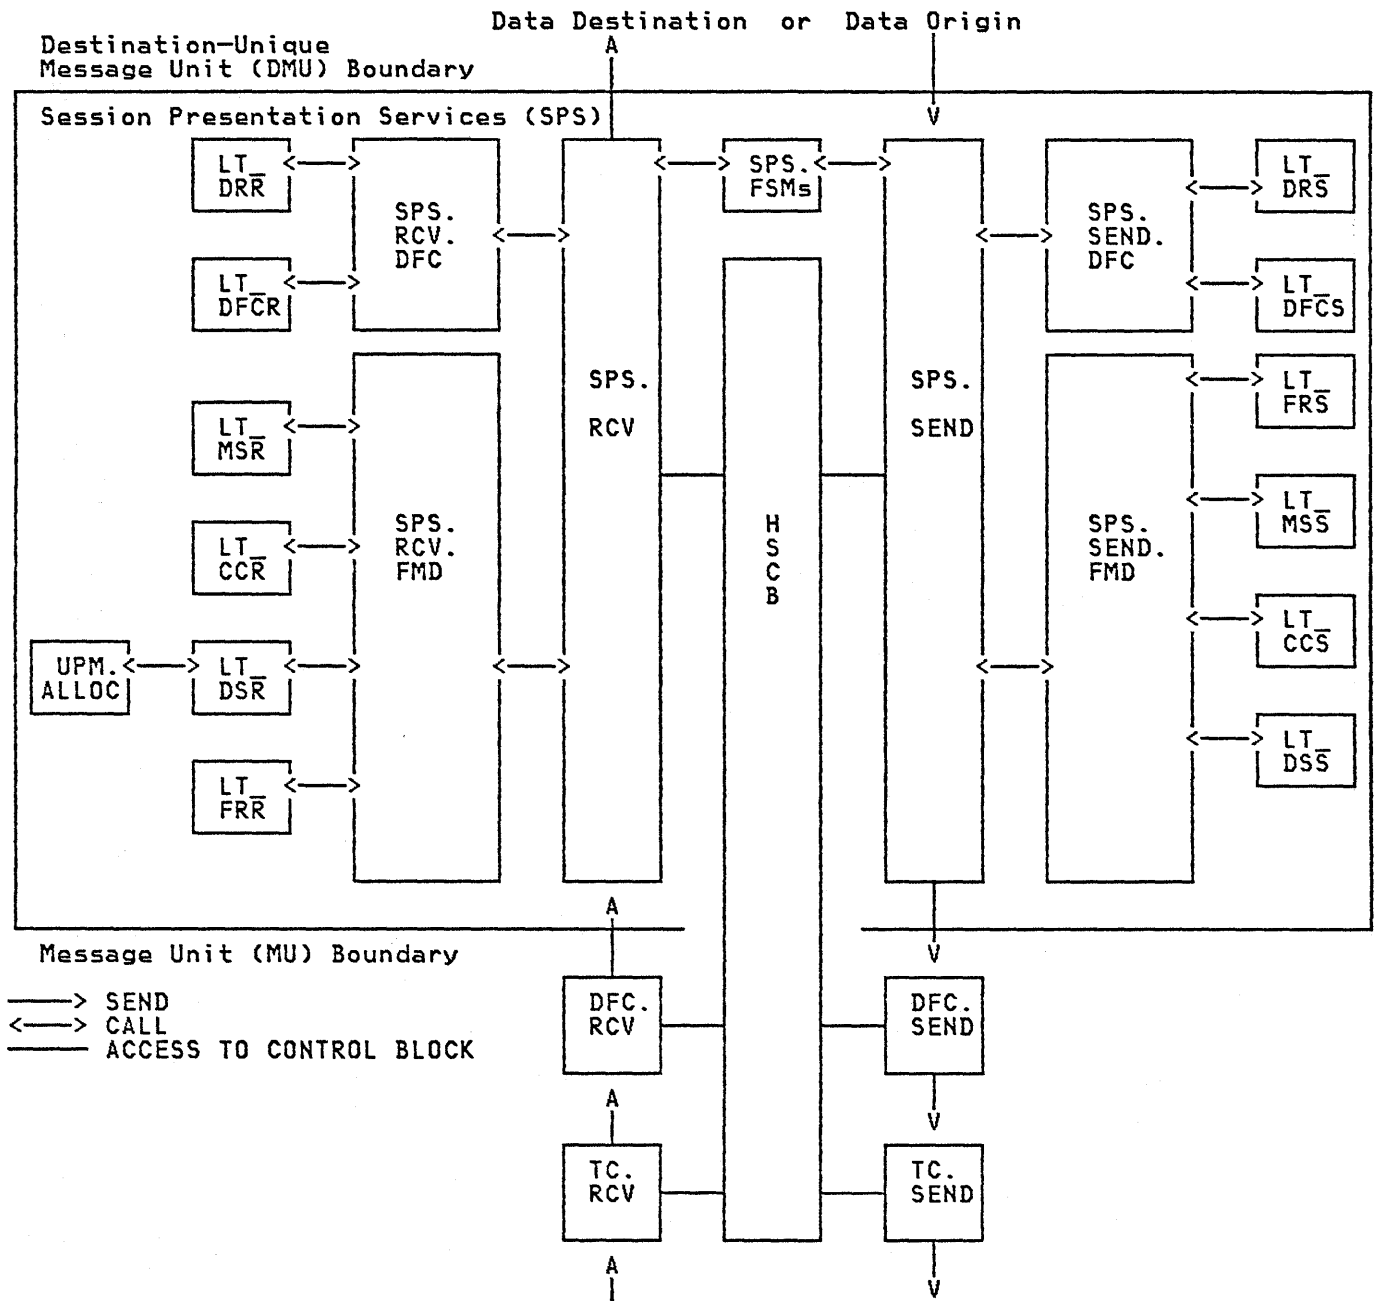 Data Destination or Data Origin
Destination-Unique
Message Unit (DMU) Boundary
Session Presentation Services (SPS)
LT_
DRR
LT_
DFCR
SPS.
RCV.
DFC
SPS.
RCV
SPS.
FSMs
SPS.
SEND
SPS.
SEND.
DFC
LT_
DRS
LT_
DFCS
LT_
MSR
LT_
CCR
UPM.
ALLOC
LT_
DSR
LT_
FRR
SPS.
RCV.
FMD
H
S
C
B
SPS.
SEND.
FMD
LT_
FRS
LT_
MSS
LT_
CCS
LT_
DSS
Message Unit (MU) Boundary
SEND
CALL
ACCESS TO CONTROL BLOCK
DFC.
RCV
DFC.
SEND
TC.
RCV
TC.
SEND